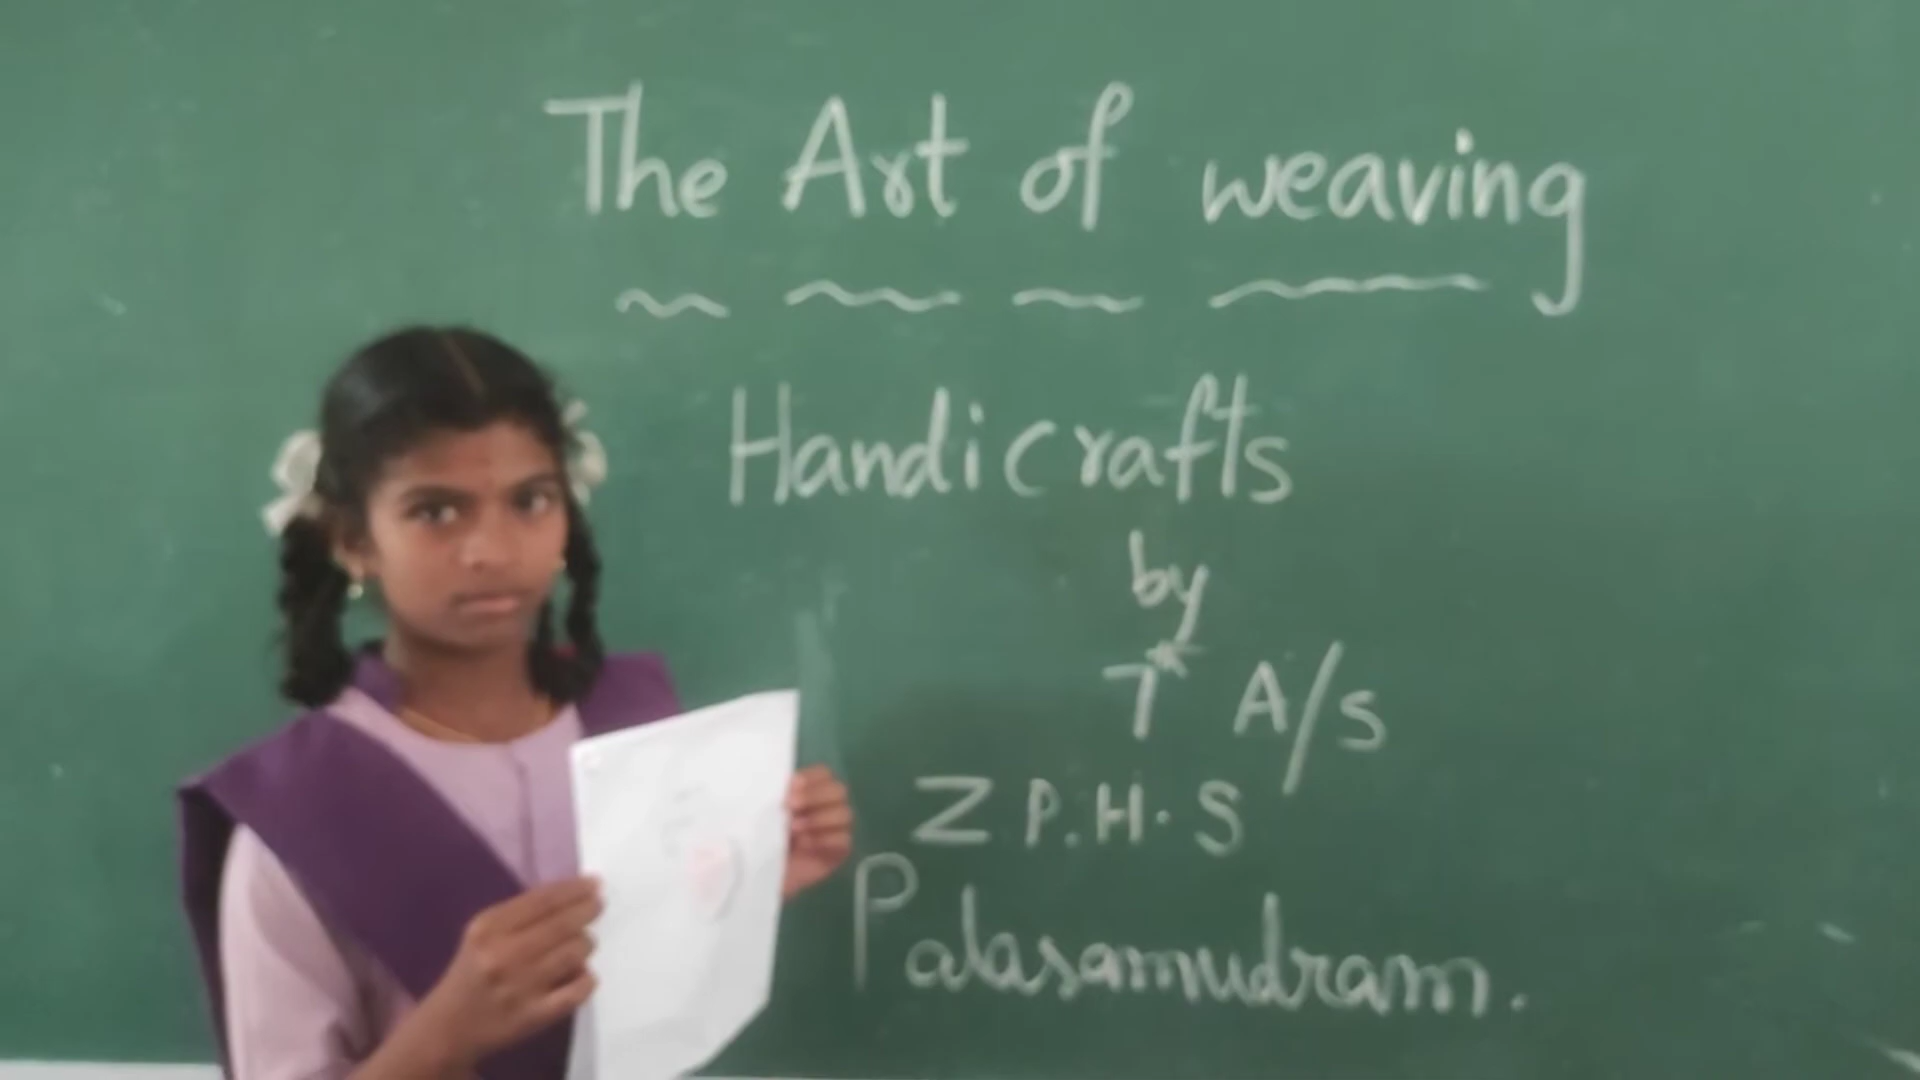 The Art of weaving
Handicrafts
by
7th A/s
Z P.H.S
Palasamudram.